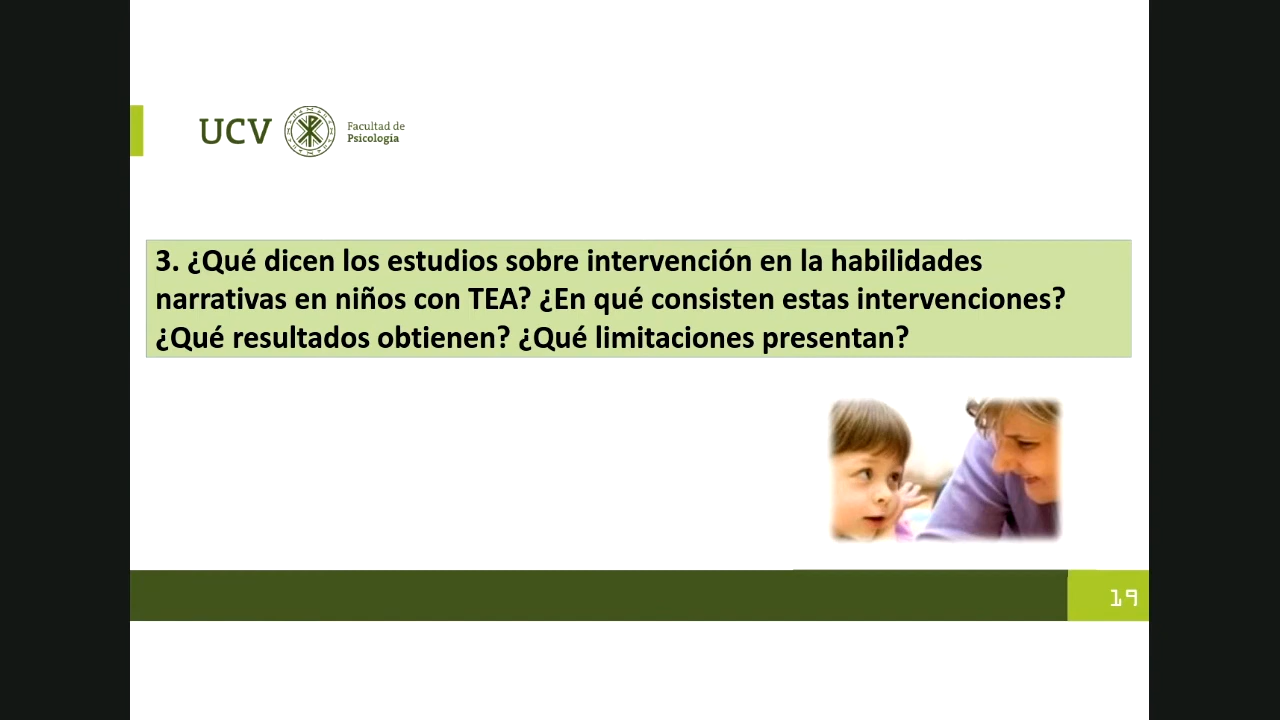 UCV
Facultad de
Psicología
3. ¿Qué dicen los estudios sobre intervención en la habilidades
narrativas en niños con TEA? ¿En qué consisten estas intervenciones?
¿Qué resultados obtienen? ¿Qué limitaciones presentan?
19